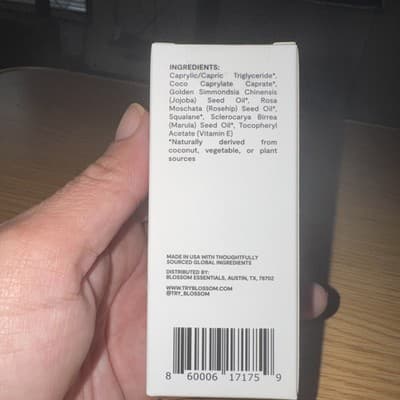 INGREDIENTS:
Caprylic/Capric Triglyceride*,
Coco Caprylate Caprate*,
Golden Simmondsia Chinensis
(Jojoba) Seed Oil*, Rosa
Moschata (Rosehip) Seed Oil*,
Squalane*, Sclerocarya Birrea
(Marula) Seed Oil*, Tocopheryl
Acetate (Vitamin E)
*Naturally derived from
coconut, vegetable, or plant
sources
MADE IN USA WITH THOUGHTFULLY
SOURCED GLOBAL INGREDIENTS
DISTRIBUTED BY:
BLOSSOM ESSENTIALS, AUSTIN, TX, 78702
WWW.TRYBLOSSOM.COM
@TRY_BLOSSOM
8 60006 17175 9